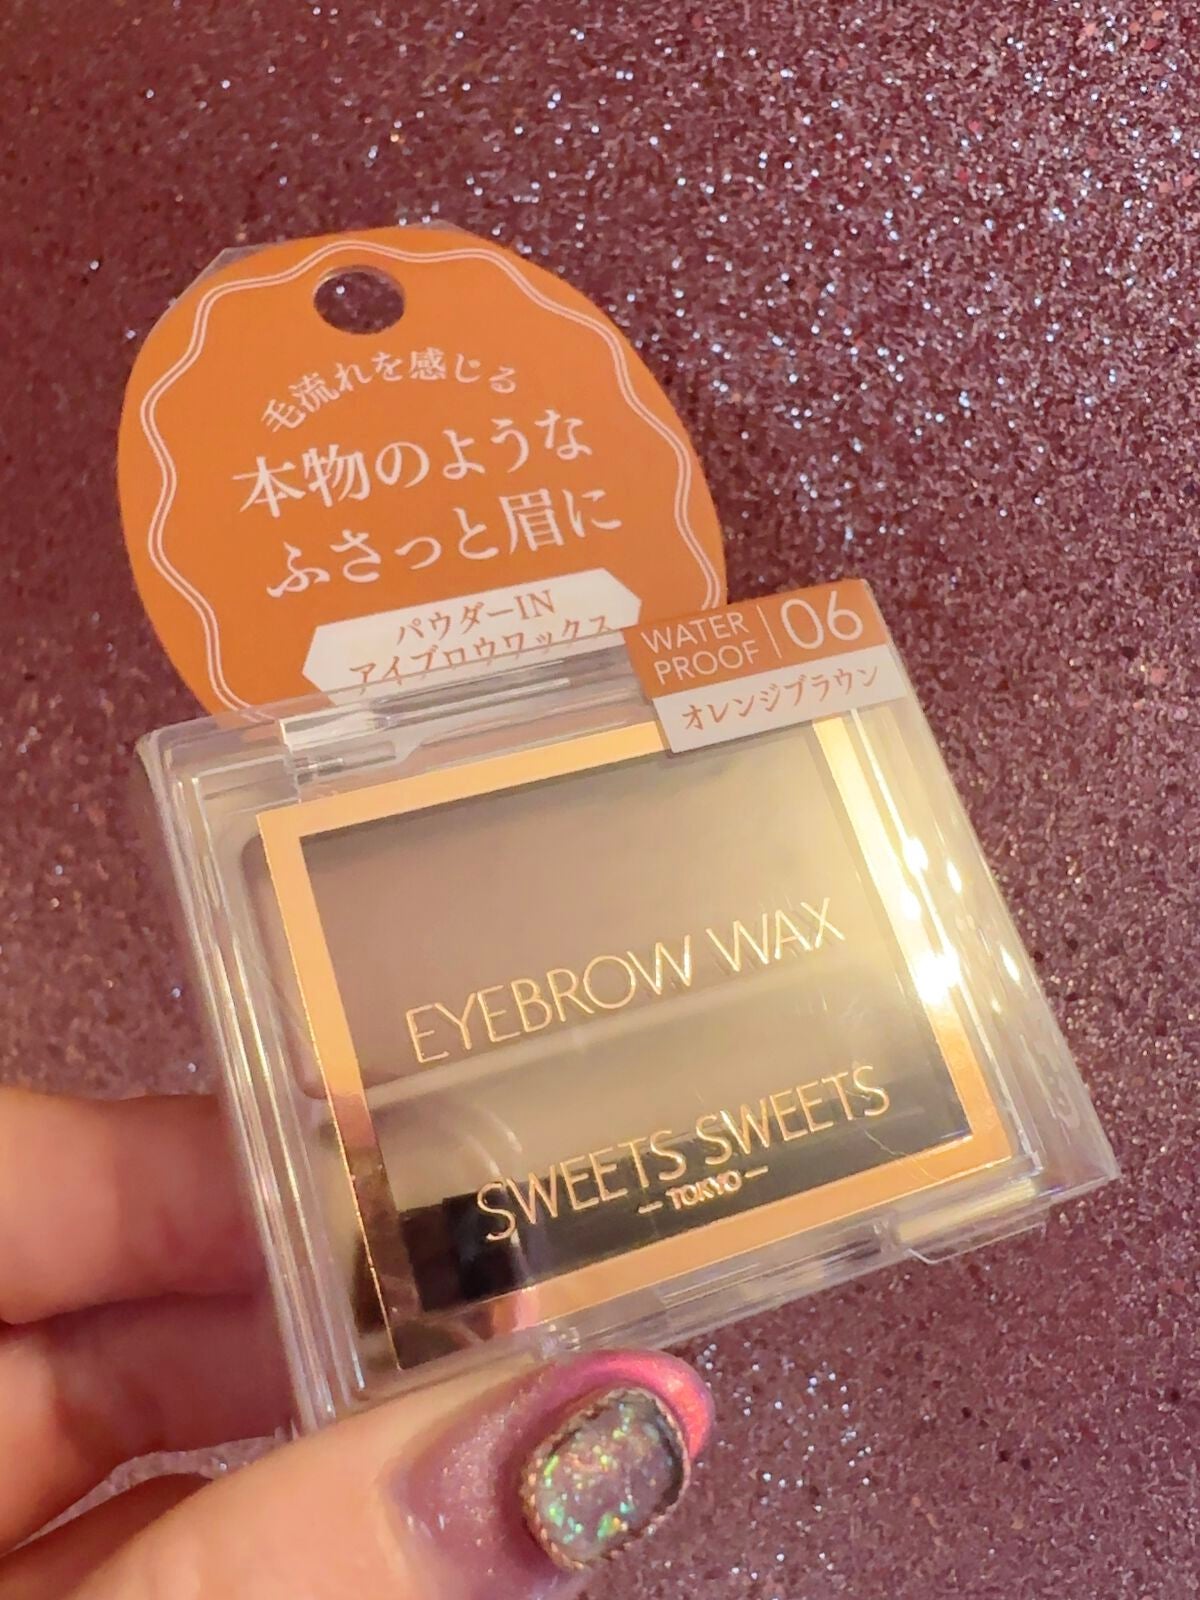 毛流れを感じる
本物のような
ふさっと眉に
パウダーIN
アイブロウワックス
WATER
PROOF
06
オレンジブラウン
EYEBROW WAX
SWEETS SWEETS
TOKYO